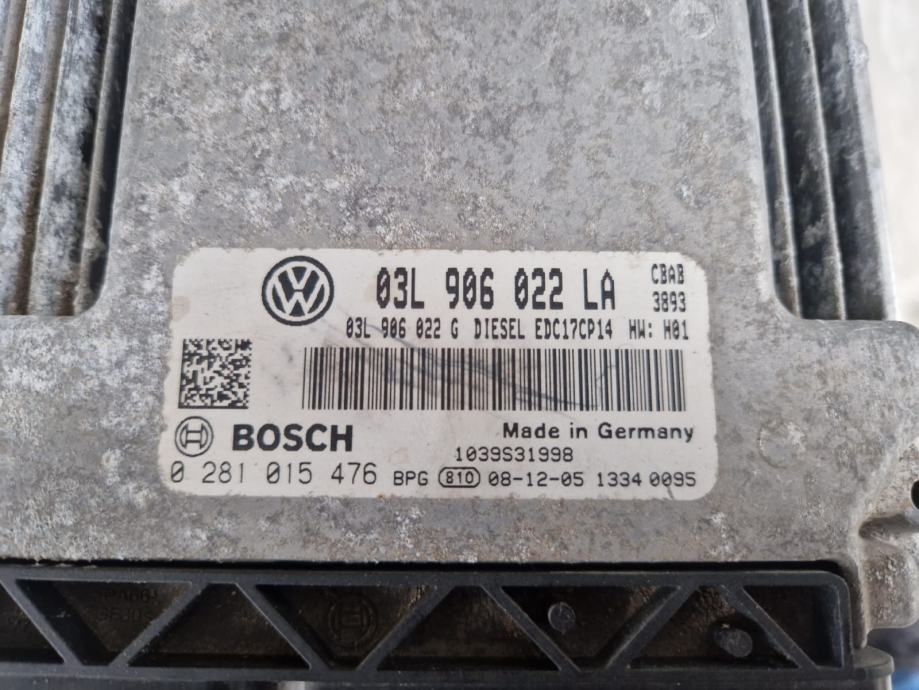 03L 906 022 LA
CBAB
3893
03L 906 022 G DIESEL EDC17CP14 HW: H01
BOSCH
Made in Germany
1039S31998
0 281 015 476 BPG 810 08-12-05 1334 0095